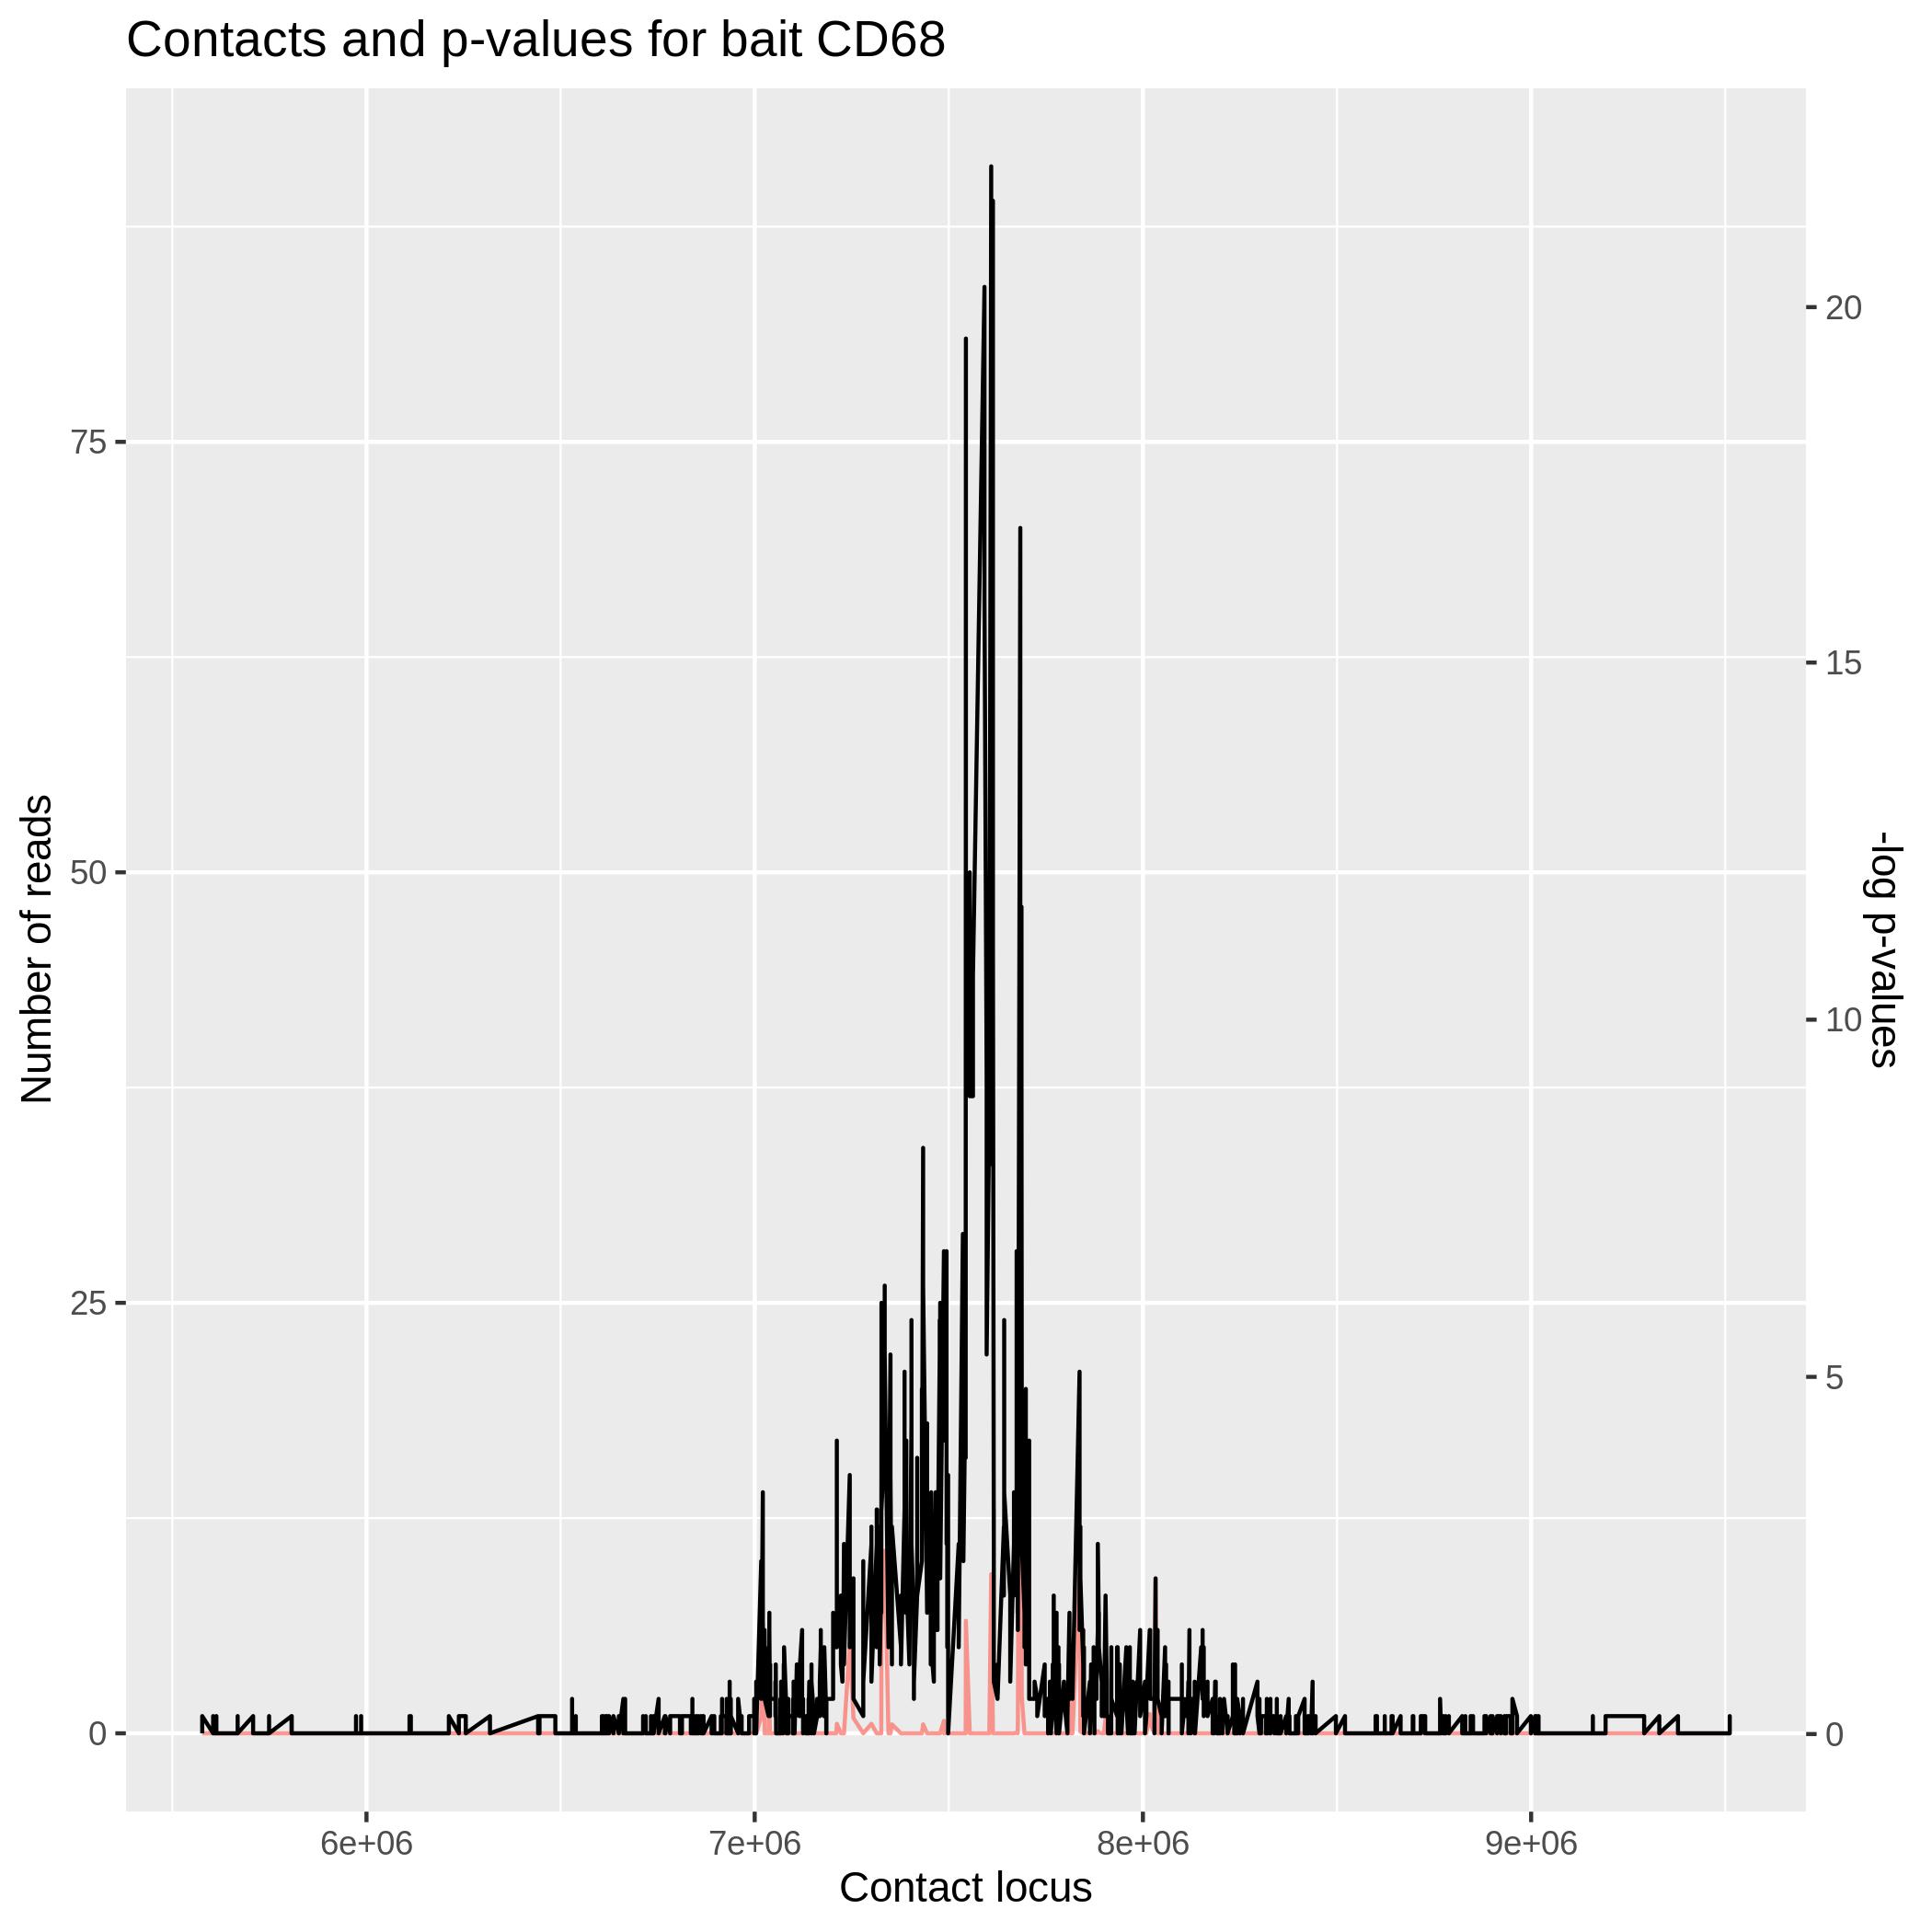 Contacts and p-values for bait CD68
Number of reads
75
50
25
0
20
15
10
5
0
-log p-values
6e+06 7e+06 8e+06 9e+06
Contact locus